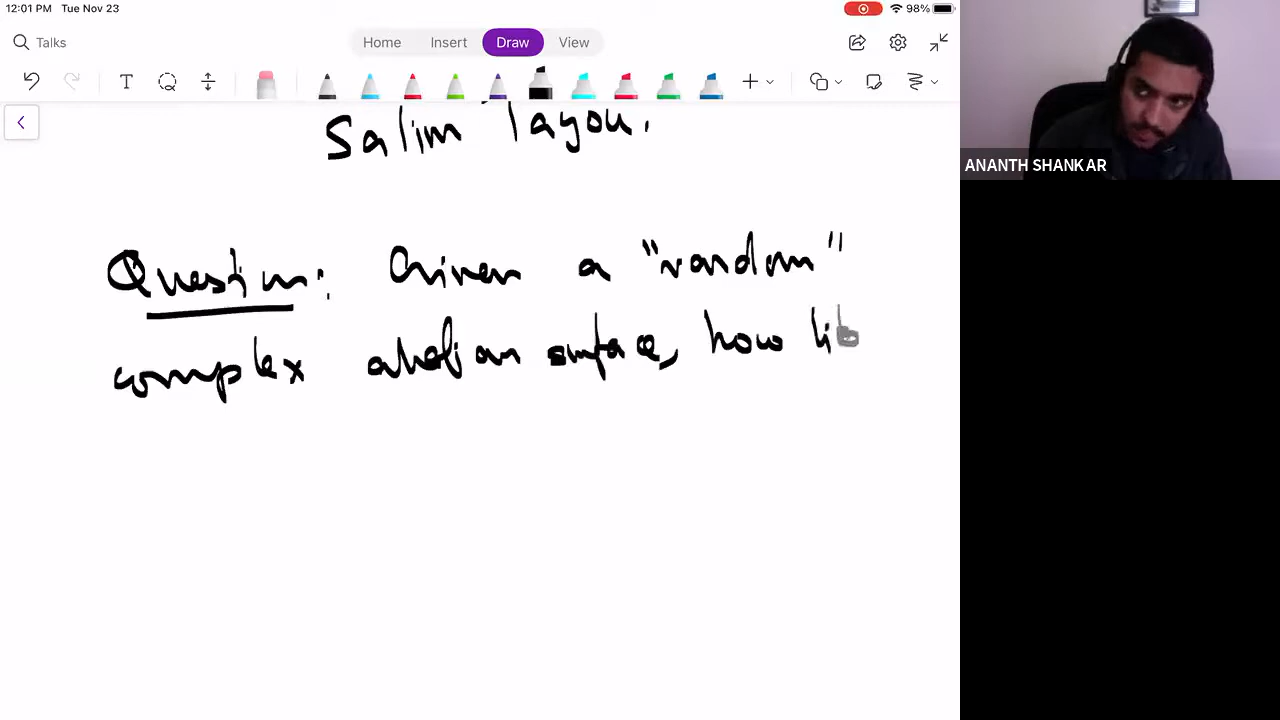 12:01 PM Tue Nov 23
98%
Talks
Home Insert Draw View
T
Salim Tayou.
ANANTH SHANKAR
Question: Given a "random"
complex abelian surface, how